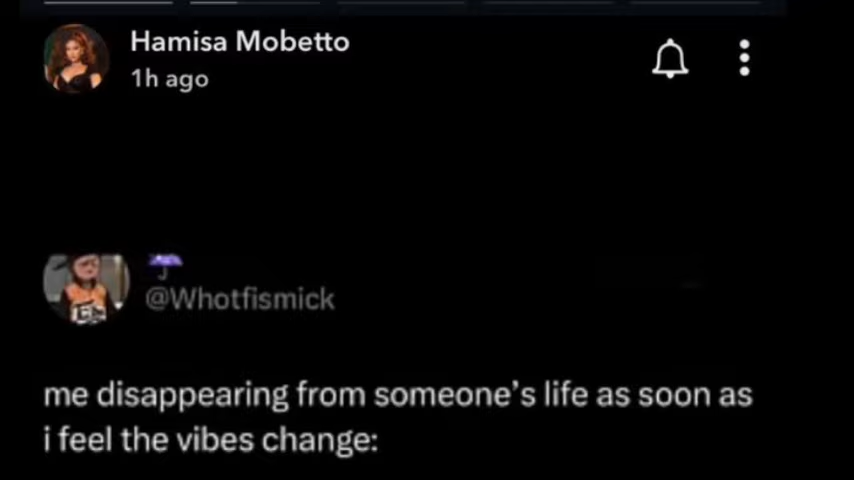 Hamisa Mobetto
1h ago
@Whotfismick
me disappearing from someone's life as soon as
i feel the vibes change: